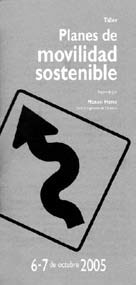 Taller
Planes de
movilidad
sostenible
6-7 de octubre 2005